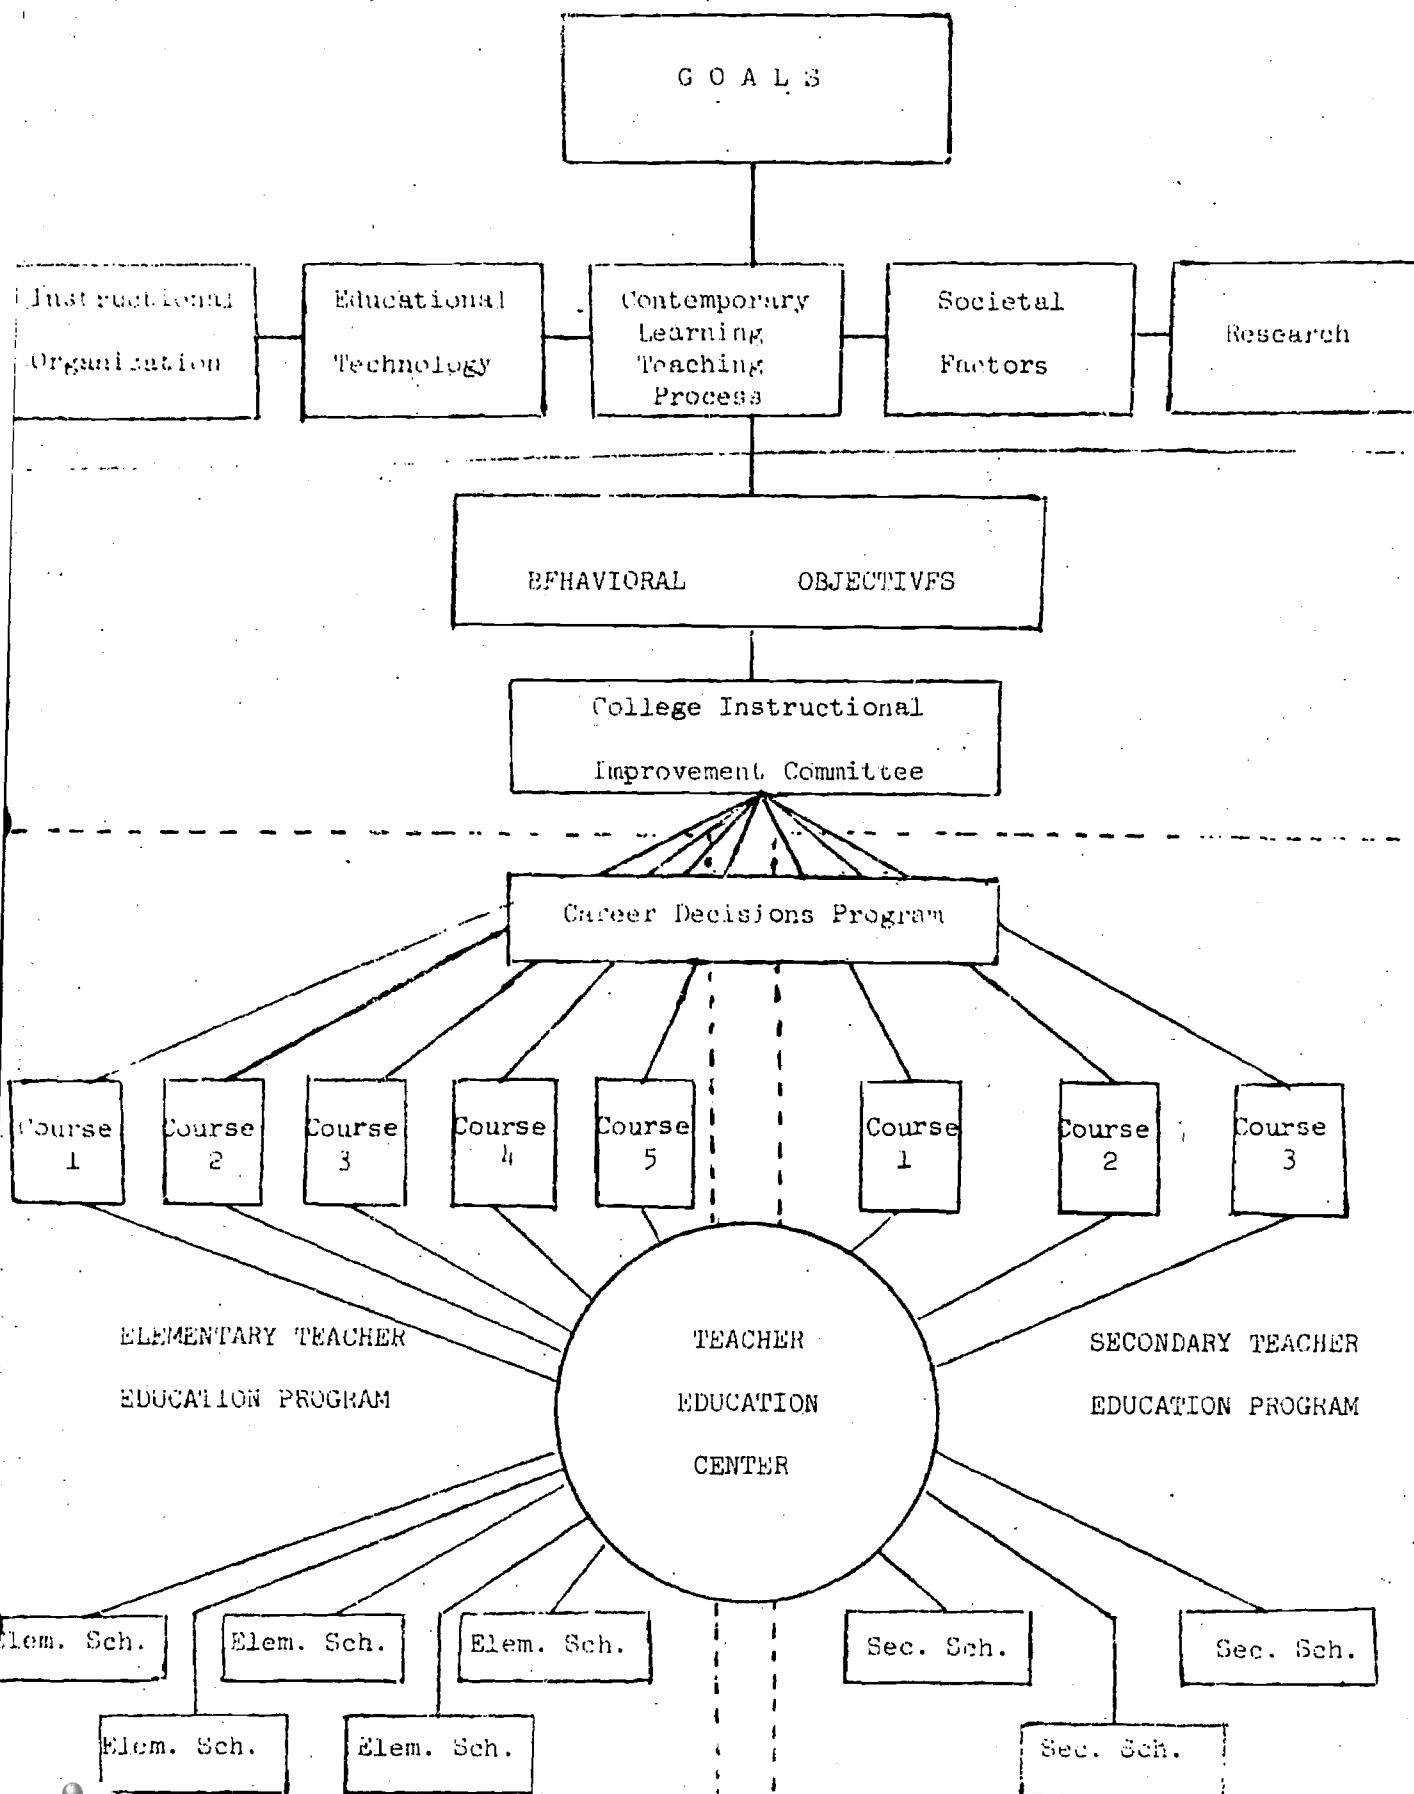 G O A L S
Instructional
Organization
Educational
Technology
Contemporary
Learning
Teaching
Process
Societal
Factors
Research
BEHAVIORAL OBJECTIVES
College Instructional
Improvement Committee
Career Decisions Program
Course
1
Course
2
Course
3
Course
4
Course
5
Course
1
Course
2
Course
3
ELEMENTARY TEACHER
EDUCATION PROGRAM
TEACHER
EDUCATION
CENTER
SECONDARY TEACHER
EDUCATION PROGRAM
Elem. Sch.
Elem. Sch.
Elem. Sch.
Sec. Sch.
Sec. Sch.
Elem. Sch.
Elem. Sch.
Sec. Sch.